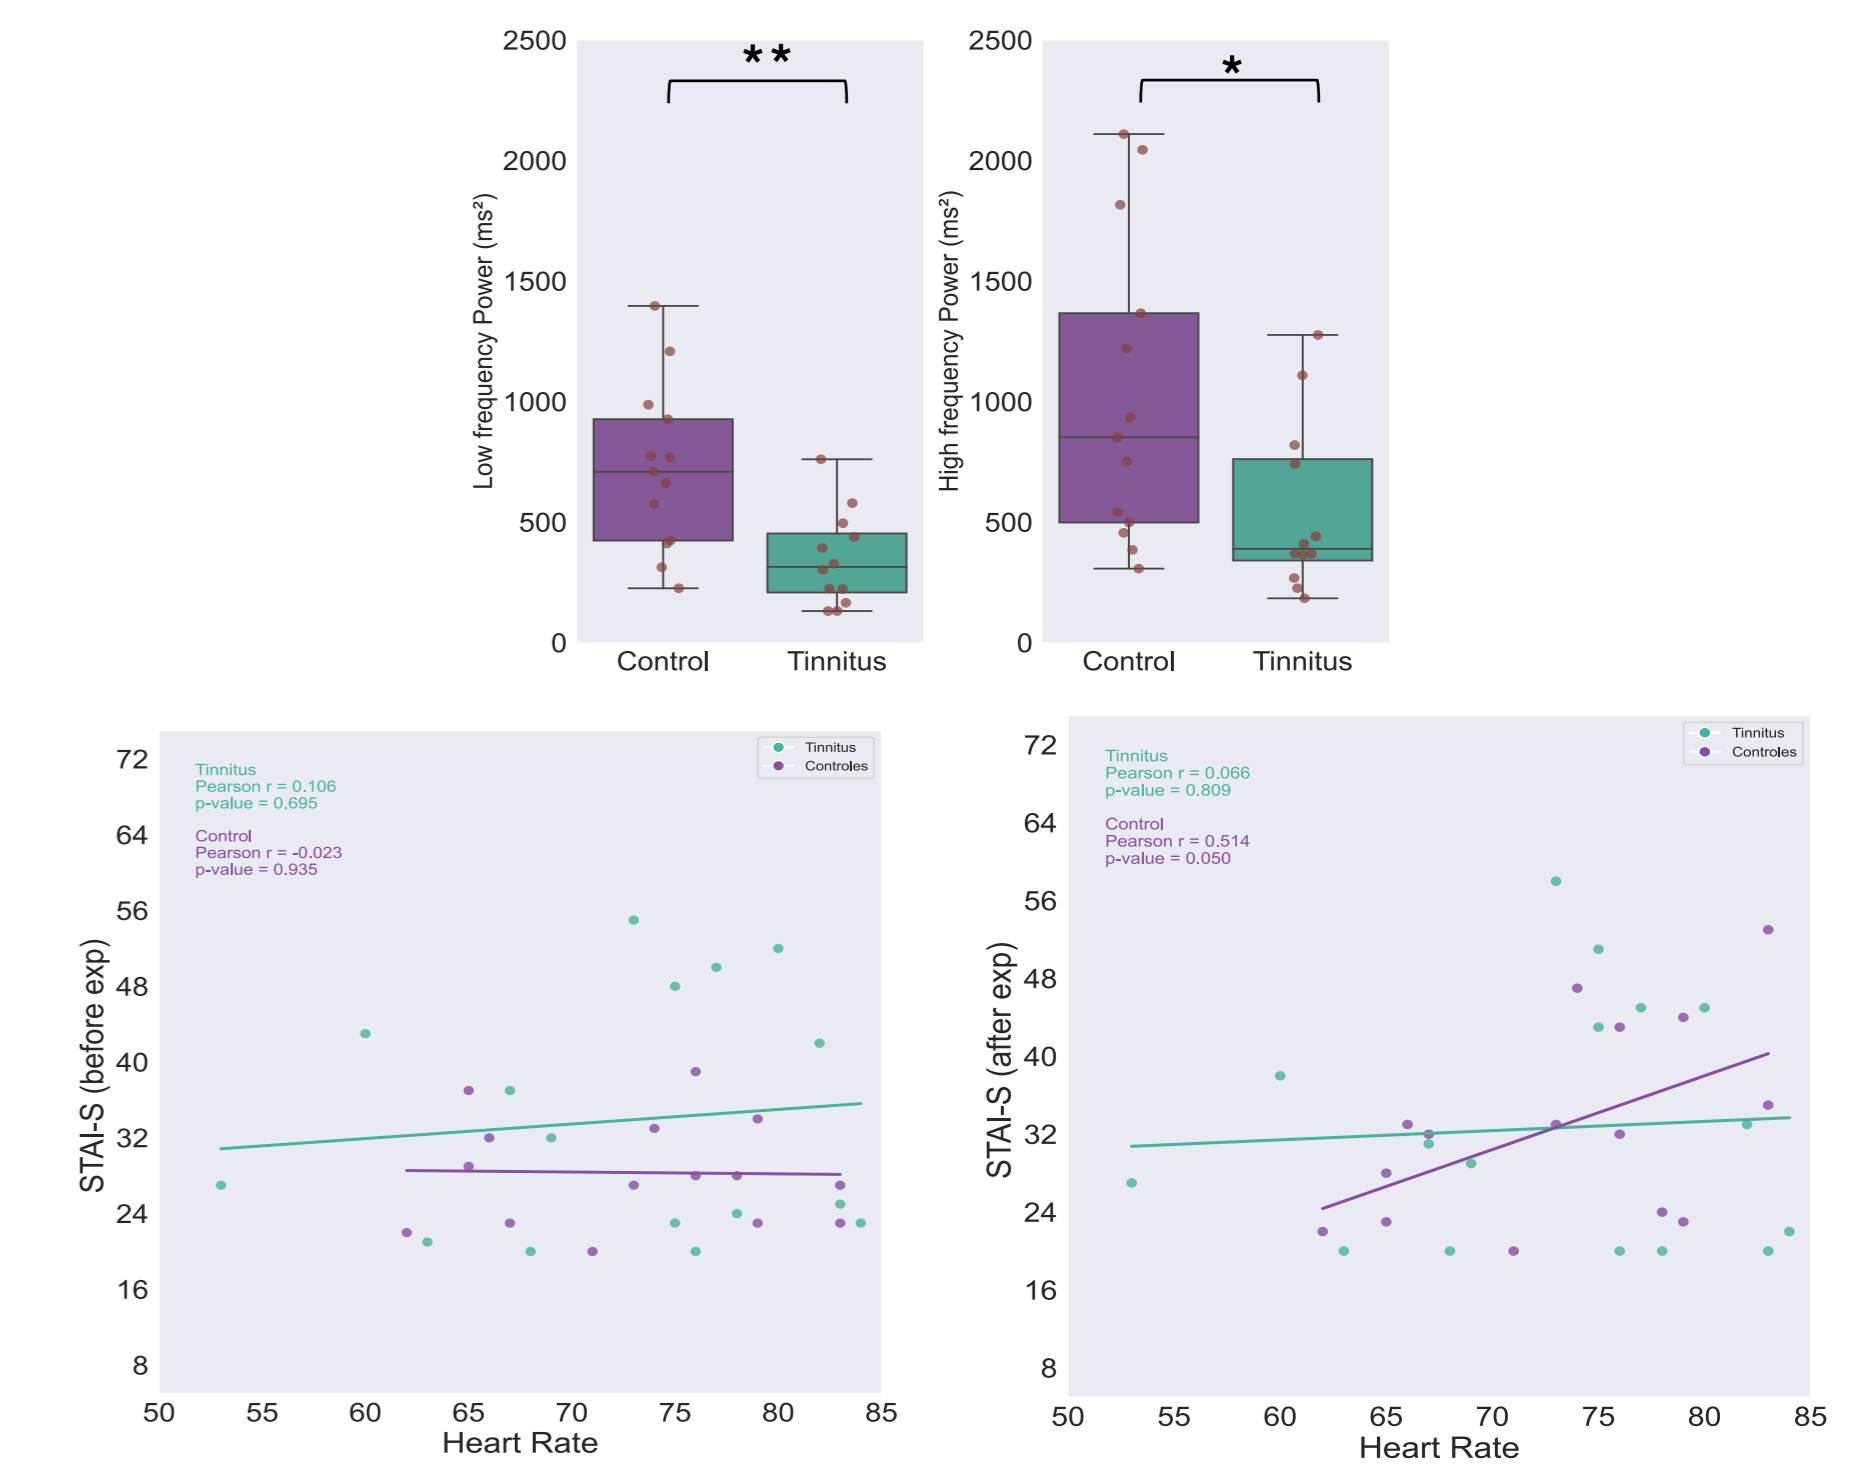 2500
2000
1500
1000
500
0
Low frequency Power (ms²)
**
Control
Tinnitus
2500
2000
1500
1000
500
0
High frequency Power (ms²)
*
Control
Tinnitus
72
64
56
48
40
32
24
16
8
STAI-S (before exp)
Tinnitus
Pearson r = 0.106
p-value = 0.695
Control
Pearson r = -0.023
p-value = 0.935
Tinnitus
Controles
50 55 60 65 70 75 80 85
Heart Rate
72
64
56
48
40
32
24
16
8
STAI-S (after exp)
Tinnitus
Pearson r = 0.066
p-value = 0.809
Control
Pearson r = 0.514
p-value = 0.050
Tinnitus
Controles
50 55 60 65 70 75 80 85
Heart Rate